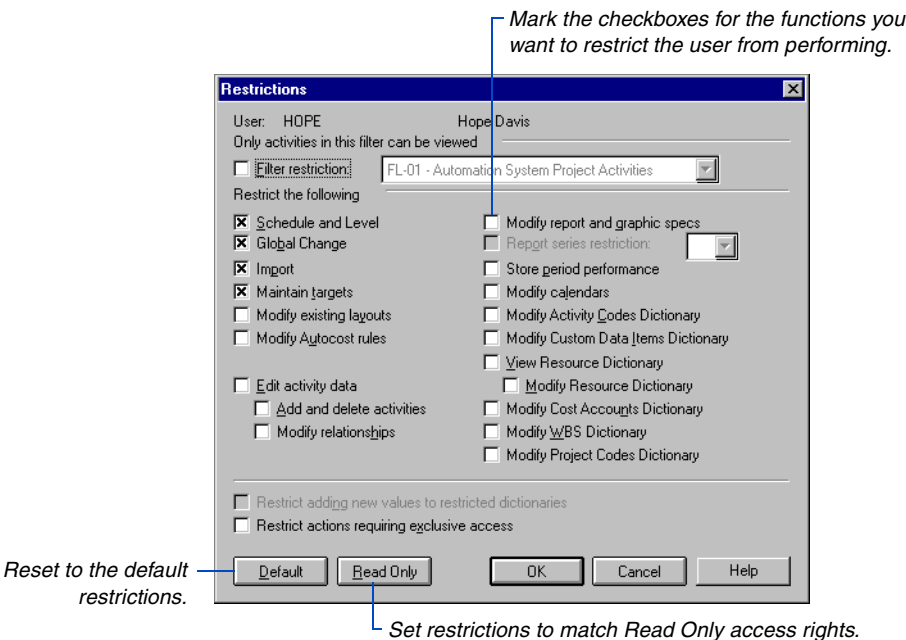 Mark the checkboxes for the functions you
want to restrict the user from performing.
Restrictions
User: HOPE Hope Davis
Only activities in this filter can be viewed
Filter restriction: FL-01 - Automation System Project Activities
Restrict the following
Schedule and Level
Global Change
Import
Maintain targets
Modify existing layouts
Modify Autocost rules
Edit activity data
Add and delete activities
Modify relationships
Modify report and graphic specs
Report series restriction:
Store period performance
Modify calendars
Modify Activity Codes Dictionary
Modify Custom Data Items Dictionary
View Resource Dictionary
Modify Resource Dictionary
Modify Cost Accounts Dictionary
Modify WBS Dictionary
Modify Project Codes Dictionary
Restrict adding new values to restricted dictionaries
Restrict actions requiring exclusive access
Reset to the default
restrictions.
Default Read Only OK Cancel Help
Set restrictions to match Read Only access rights.